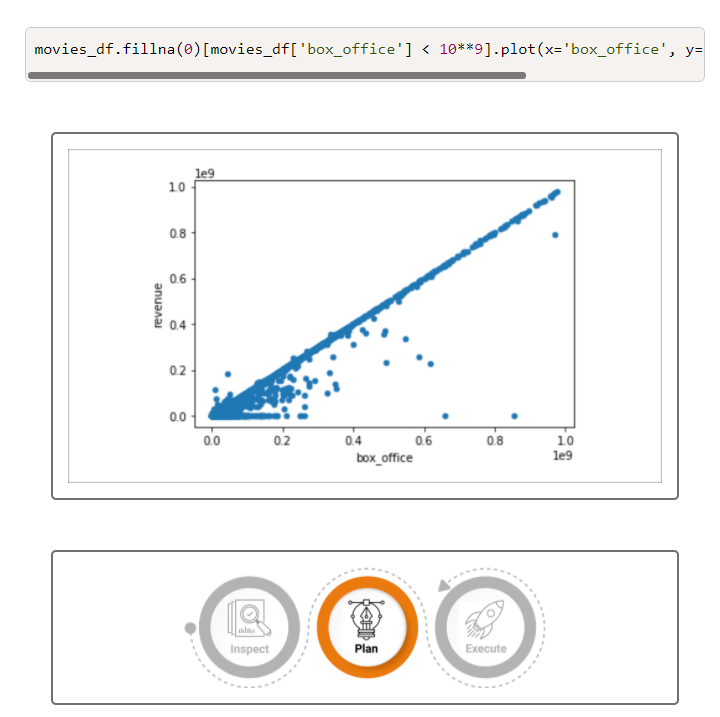 movies_df.fillna(0)[movies_df['box_office'] < 10**9].plot(x='box_office', y=
1e9
1.0
0.8
0.6
0.4
0.2
0.0
revenue
0.0 0.2 0.4 0.6 0.8 1.0
box_office 1e9
Inspect Plan Execute